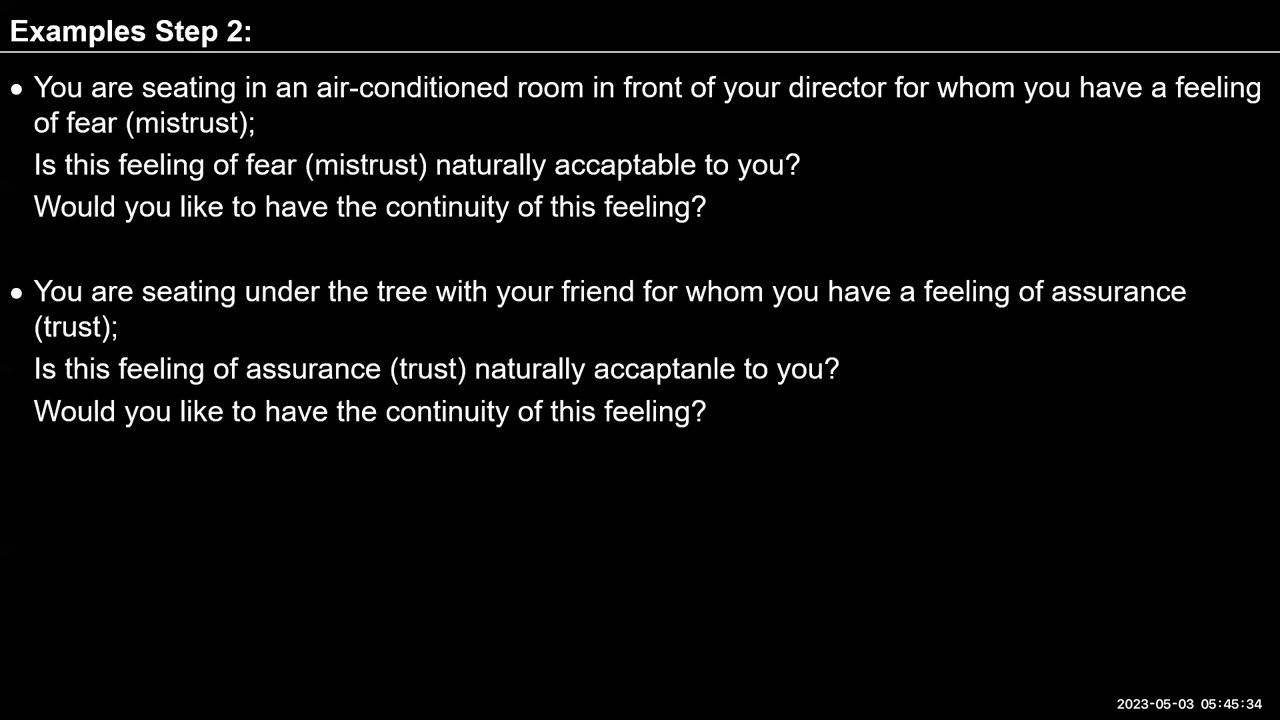 Examples Step 2:
• You are seating in an air-conditioned room in front of your director for whom you have a feeling
of fear (mistrust);
Is this feeling of fear (mistrust) naturally accaptable to you?
Would you like to have the continuity of this feeling?
• You are seating under the tree with your friend for whom you have a feeling of assurance
(trust);
Is this feeling of assurance (trust) naturally accaptanle to you?
Would you like to have the continuity of this feeling?
2023-05-03 05:45:34